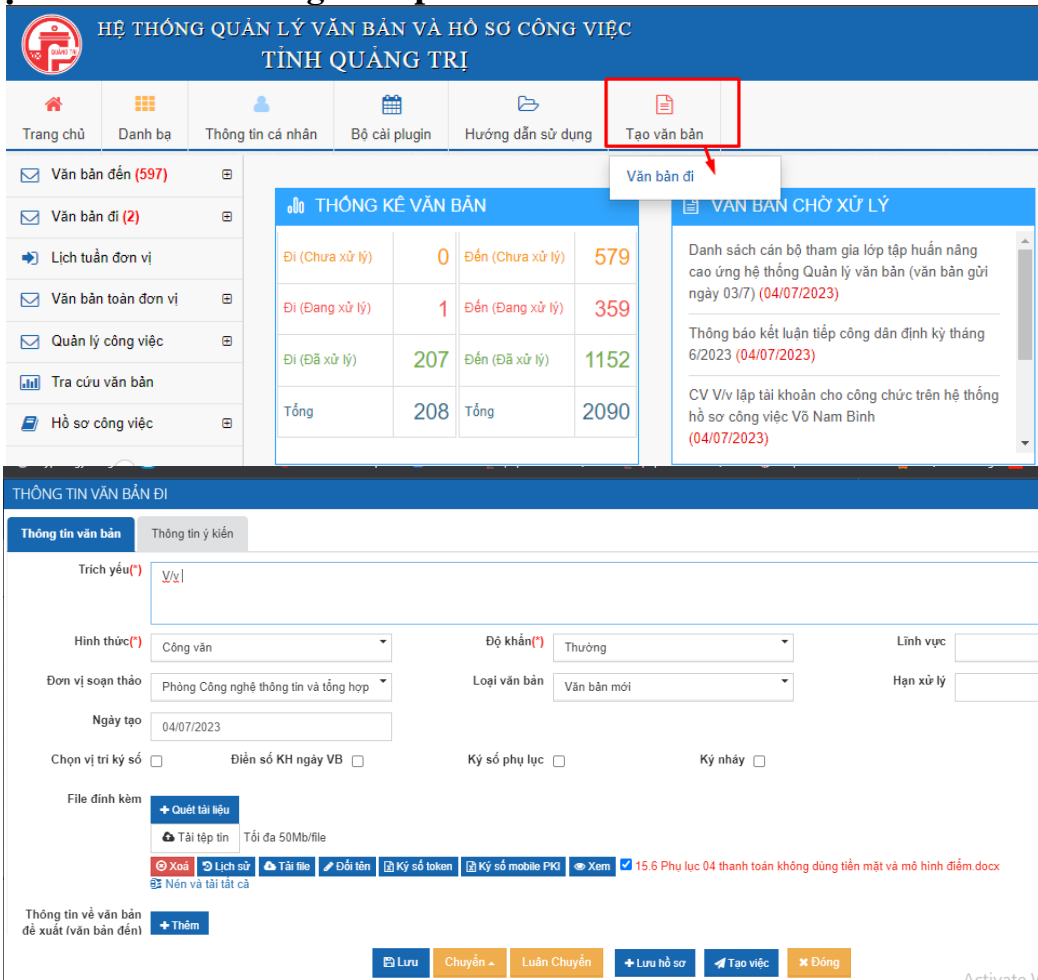 HỆ THỐNG QUẢN LÝ VĂN BẢN VÀ HỒ SƠ CÔNG VIỆC
TỈNH QUẢNG TRỊ
QUẢNG TRỊ
Trang chủ Danh bạ Thông tin cá nhân Bộ cài plugin Hướng dẫn sử dụng Tạo văn bản
Văn bản đi
Văn bản đến (597)
Văn bản đi (2)
Lịch tuần đơn vị
Văn bản toàn đơn vị
Quản lý công việc
Tra cứu văn bản
Hồ sơ công việc
THỐNG KÊ VĂN BẢN
Đi (Chưa xử lý) 0 Đến (Chưa xử lý) 579
Đi (Đang xử lý) 1 Đến (Đang xử lý) 359
Đi (Đã xử lý) 207 Đến (Đã xử lý) 1152
Tổng 208 Tổng 2090
VĂN BẢN CHỜ XỬ LÝ
Danh sách cán bộ tham gia lớp tập huấn nâng
cao ứng hệ thống Quản lý văn bản (văn bản gửi
ngày 03/7) (04/07/2023)
Thông báo kết luận tiếp công dân định kỳ tháng
6/2023 (04/07/2023)
CV V/v lập tài khoản cho công chức trên hệ thống
hồ sơ công việc Võ Nam Bình
(04/07/2023)
THÔNG TIN VĂN BẢN ĐI
Thông tin văn bản Thông tin ý kiến
Trích yếu(*) V/v
Hình thức(*) Công văn Độ khẩn(*) Thường Lĩnh vực
Đơn vị soạn thảo Phòng Công nghệ thông tin và tổng hợp Loại văn bản Văn bản mới Hạn xử lý
Ngày tạo 04/07/2023
Chọn vị trí ký số Điền số KH ngày VB Ký số phụ lục Ký nháy
File đính kèm
Quét tài liệu
Tải tệp tin Tối đa 50Mb/file
Xoá Lịch sử Tải file Đổi tên Ký số token Ký số mobile PKI Xem 15.6 Phụ lục 04 thanh toán không dùng tiền mặt và mô hình điểm.docx
Nén và tải tất cả
Thông tin về văn bản
đề xuất (văn bản đến) Thêm
Lưu Chuyển Luân Chuyển Lưu hồ sơ Tạo việc Đóng